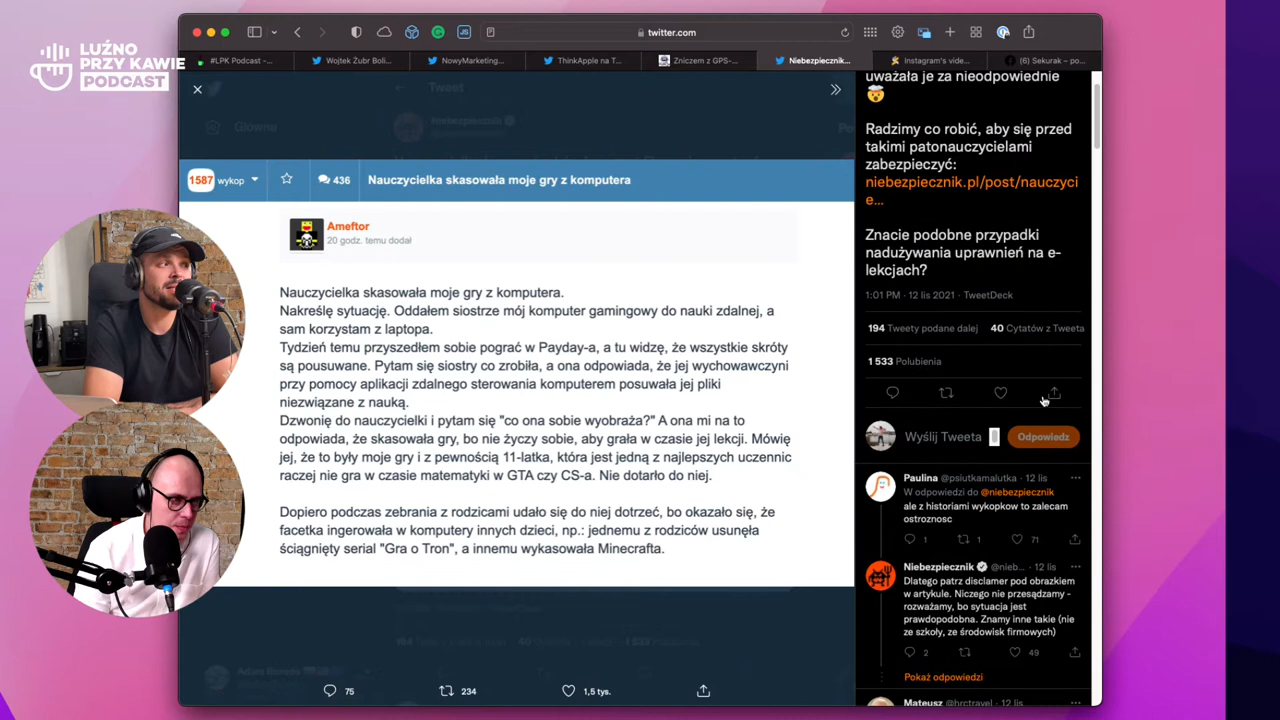 LUŹNO
PRZY KAWIE
PODCAST
twitter.com
#LPK Podcast -...
Wojtek Żubr Boli...
NowyMarketing...
ThinkApple na T...
Zniczem z GPS-...
Niebezpiecznik...
Instagram's vide...
Sekurak – po...
Tweet
Główne
Niebezpiecznik
1587 wykop
436
Nauczycielka skasowała moje gry z komputera
Ameftor
20 godz. temu dodał
Nauczycielka skasowała moje gry z komputera.
Nakreślę sytuację. Oddałem siostrze mój komputer gamingowy do nauki zdalnej, a
sam korzystam z laptopa.
Tydzień temu przyszedłem sobie pograć w Payday-a, a tu widzę, że wszystkie skróty
są pousuwane. Pytam się siostry co zrobiła, a ona odpowiada, że jej wychowawczyni
przy pomocy aplikacji zdalnego sterowania komputerem posuwała jej pliki
niezwiązane z nauką.
Dzwonię do nauczycielki i pytam się "co ona sobie wyobraża?" A ona mi na to
odpowiada, że skasowała gry, bo nie życzy sobie, aby grała w czasie jej lekcji. Mówię
jej, że to były moje gry i z pewnością 11-latka, która jest jedną z najlepszych uczennic
raczej nie gra w czasie matematyki w GTA czy CS-a. Nie dotarło do niej.
Dopiero podczas zebrania z rodzicami udało się do niej dotrzeć, bo okazało się, że
facetka ingerowała w komputery innych dzieci, np.: jednemu z rodziców usunęła
ściągnięty serial "Gra o Tron", a innemu wykasowała Minecrafta.
75
234
1,5 tys.
uważała je za nieodpowiednie
Radzimy co robić, aby się przed
takimi patonauczycielami
zabezpieczyć:
niebezpiecznik.pl/post/nauczyci
e...
Znacie podobne przypadki
nadużywania uprawnień na e-
lekcjach?
1:01 PM · 12 lis 2021 · TweetDeck
194 Tweety podane dalej 40 Cytatów z Tweeta
1 533 Polubienia
Wyślij Tweeta
Odpowiedz
Paulina @psiutkamalutka · 12 lis
W odpowiedzi do @niebezpiecznik
ale z historiami wykopkow to zalecam
ostroznosc
1
1
71
Niebezpiecznik @nieb... · 12 lis
Dlatego patrz disclamer pod obrazkiem
w artykule. Niczego nie przesądzamy -
rozważamy, bo sytuacja jest
prawdopodobna. Znamy inne takie (nie
ze szkoły, ze środowisk firmowych)
2
49
Pokaż odpowiedzi
Mateusz @hrctravel · 12 lis